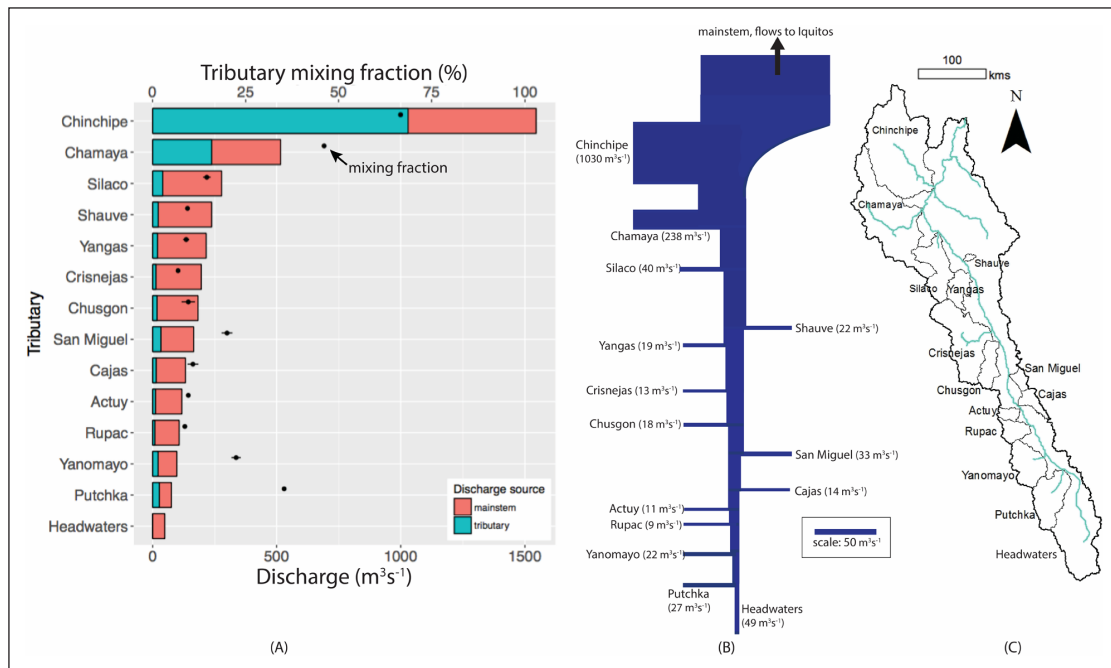 Tributary mixing fraction (%)
0 25 50 75 100
Chinchipe
Chamaya
Silaco
Shauve
Yangas
Crisnejas
Chusgon
San Miguel
Cajas
Actuy
Rupac
Yanomayo
Putchka
Headwaters
Tributary
mixing fraction
Discharge source
mainstem
tributary
0 500 1000 1500
Discharge (m³s⁻¹)
(A)
mainstem, flows to Iquitos
Chinchipe
(1030 m³s⁻¹)
Chamaya (238 m³s⁻¹)
Silaco (40 m³s⁻¹)
Shauve (22 m³s⁻¹)
Yangas (19 m³s⁻¹)
Crisnejas (13 m³s⁻¹)
Chusgon (18 m³s⁻¹)
San Miguel (33 m³s⁻¹)
Cajas (14 m³s⁻¹)
Actuy (11 m³s⁻¹)
Rupac (9 m³s⁻¹)
scale: 50 m³s⁻¹
Yanomayo (22 m³s⁻¹)
Putchka
(27 m³s⁻¹)
Headwaters
(49 m³s⁻¹)
(B)
100
kms
N
Chinchipe
Chamaya
Shauve
Silaco
Yangas
Crisnejas
San Miguel
Chusgon
Cajas
Actuy
Rupac
Yanomayo
Putchka
Headwaters
(C)